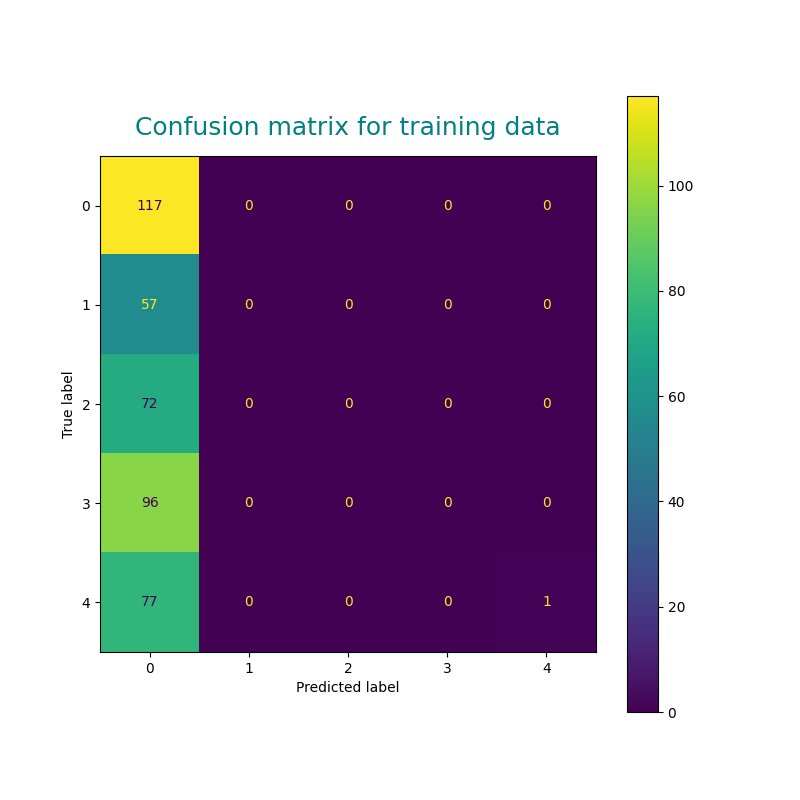 Confusion matrix for training data
True label
0 117 0 0 0 0
1 57 0 0 0 0
2 72 0 0 0 0
3 96 0 0 0 0
4 77 0 0 0 1
0 1 2 3 4
Predicted label
100
80
60
40
20
0